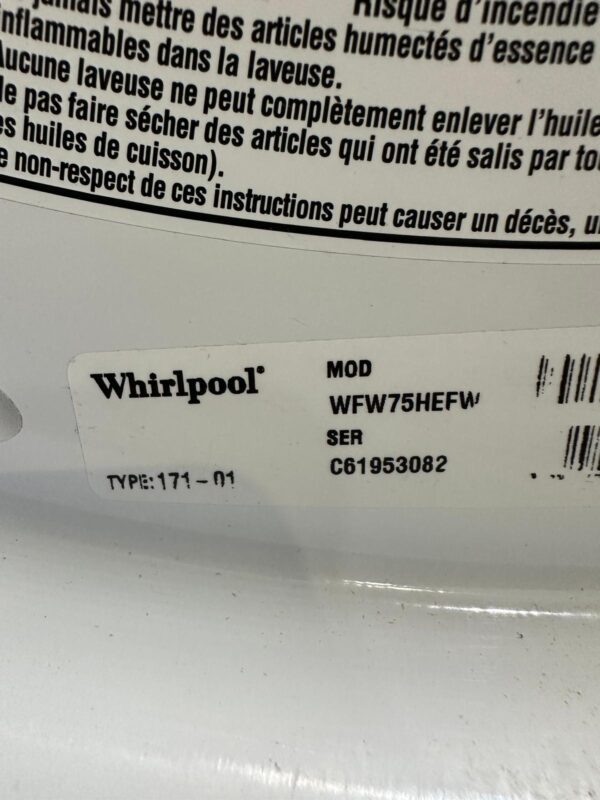 Risque d'incendie
jamais mettre des articles humectés d'essence
inflammables dans la laveuse.
Aucune laveuse ne peut complètement enlever l'huile
pas faire sécher des articles qui ont été salis par
huiles de cuisson).
non-respect de ces instructions peut causer un décès,
Whirlpool
MOD
WFW75HEFW
SER
C61953082
TYPE: 171-01